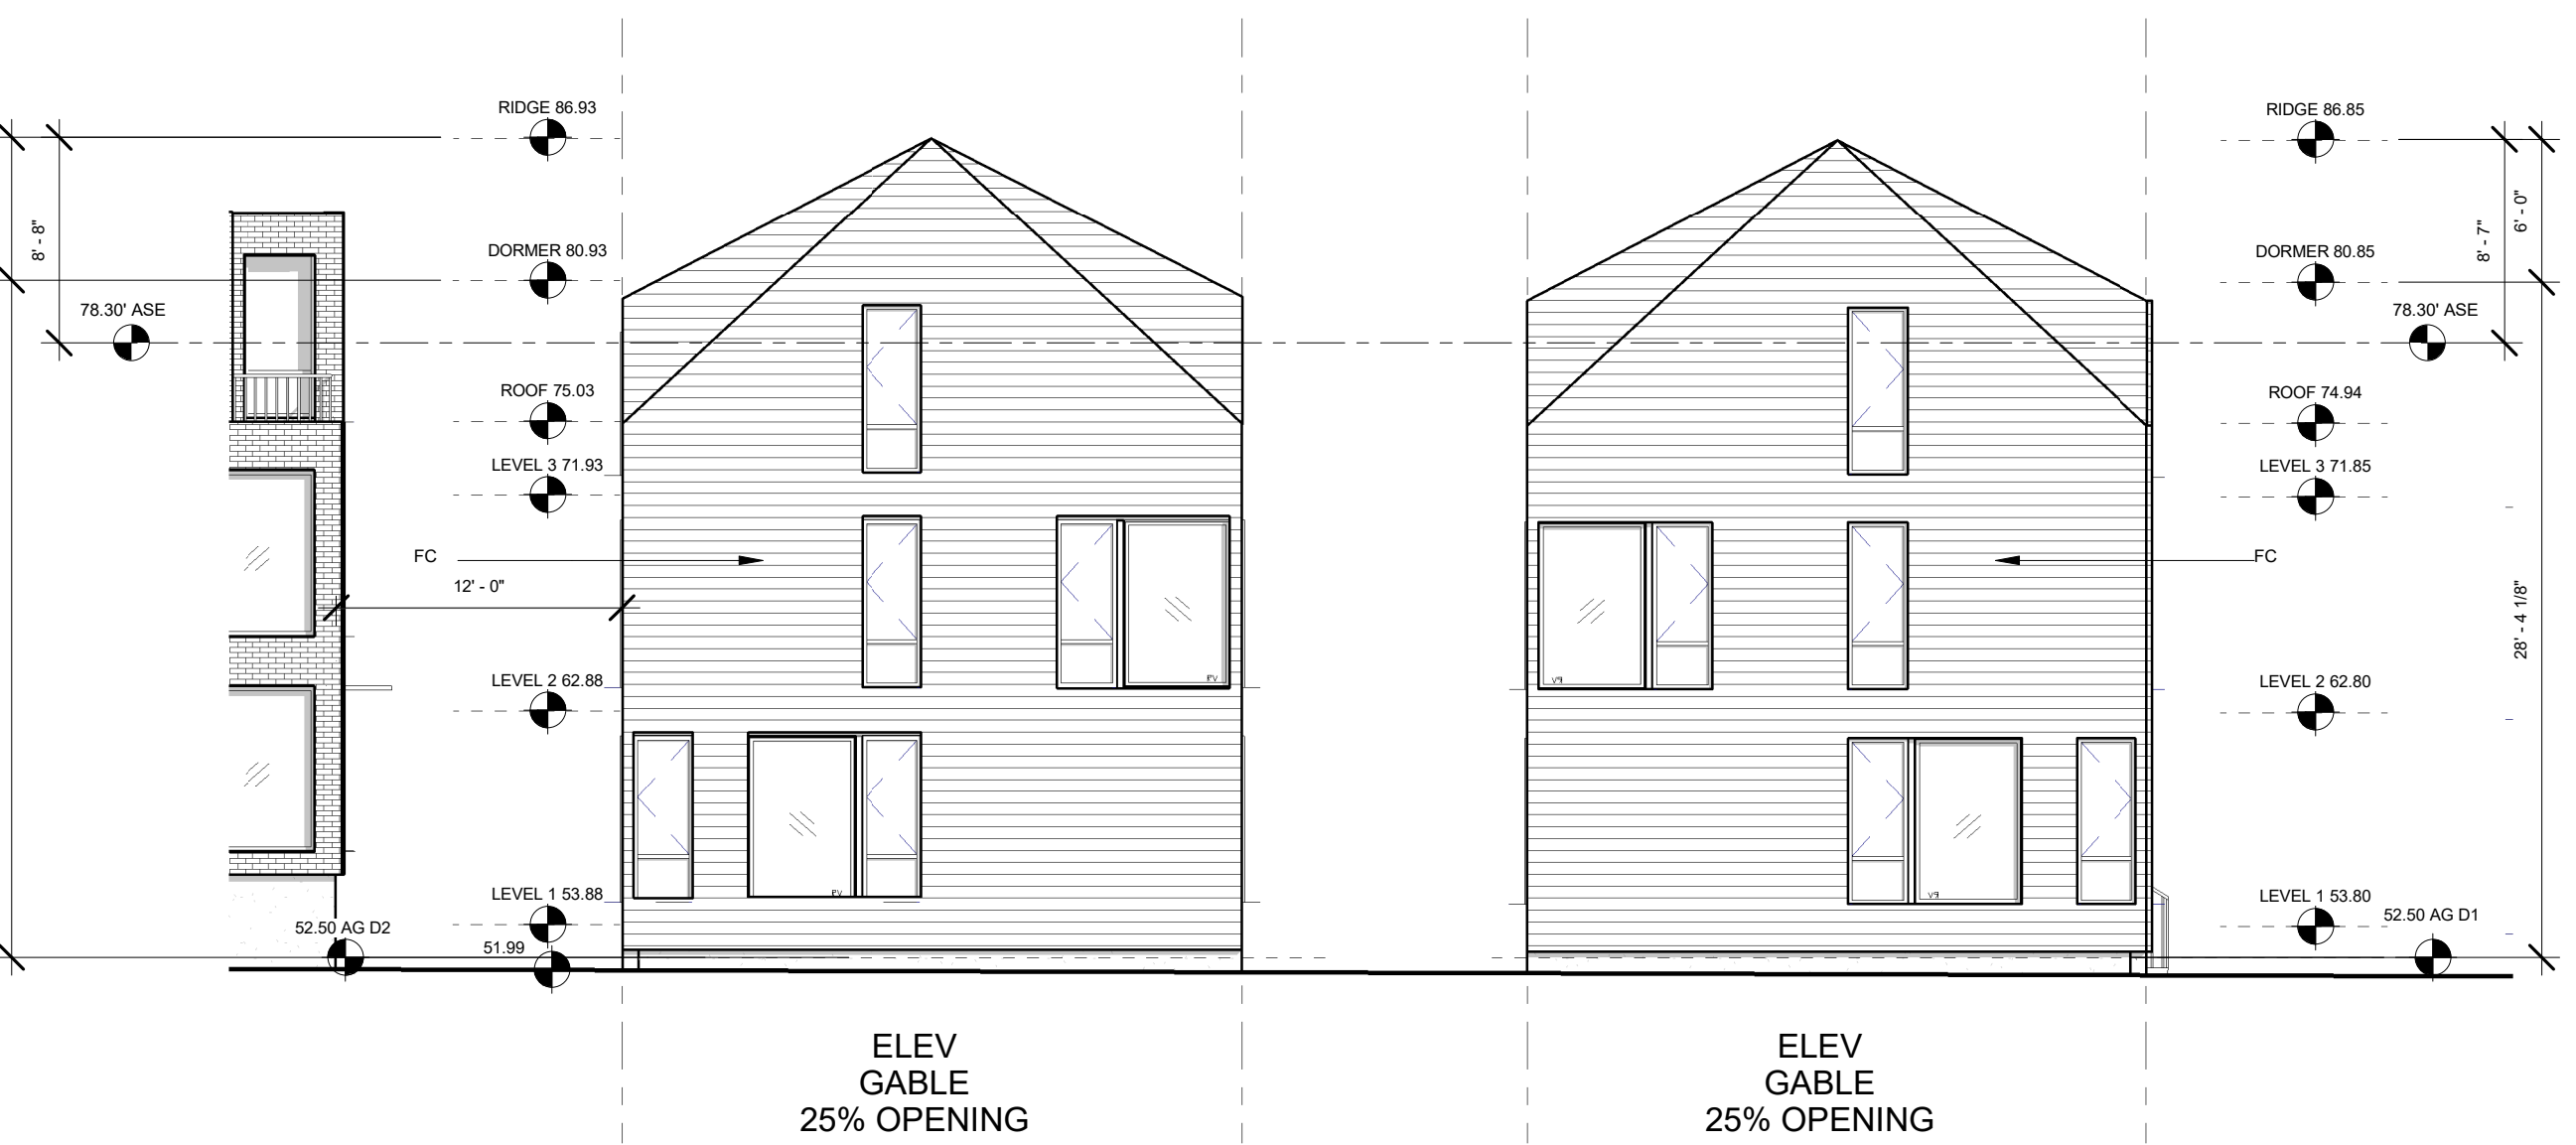 RIDGE 86.93
RIDGE 86.85
8' - 8"
DORMER 80.93
DORMER 80.85
8' - 7"
6' - 0"
78.30' ASE
78.30' ASE
ROOF 75.03
ROOF 74.94
LEVEL 3 71.93
LEVEL 3 71.85
FC
FC
12' - 0"
28' - 4 1/8"
LEVEL 2 62.88
LEVEL 2 62.80
LEVEL 1 53.88
LEVEL 1 53.80
52.50 AG D2
52.50 AG D1
51.99
ELEV
GABLE
25% OPENING
ELEV
GABLE
25% OPENING